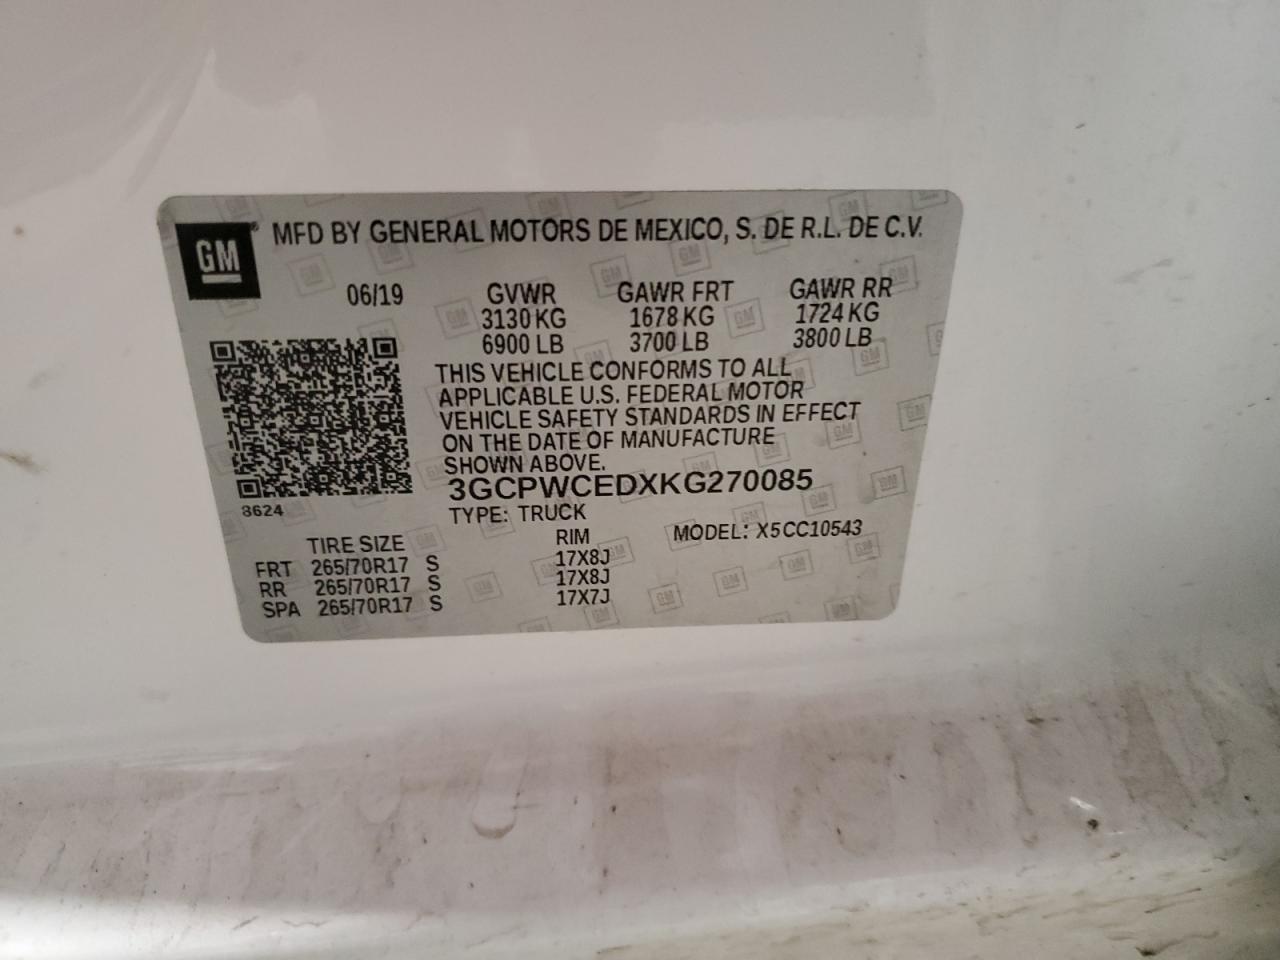 GM® MFD BY GENERAL MOTORS DE MEXICO, S. DE R.L. DE C.V.
06/19 GVWR GAWR FRT GAWR RR
3130 KG 1678 KG 1724 KG
6900 LB 3700 LB 3800 LB
THIS VEHICLE CONFORMS TO ALL
APPLICABLE U.S. FEDERAL MOTOR
VEHICLE SAFETY STANDARDS IN EFFECT
ON THE DATE OF MANUFACTURE
SHOWN ABOVE.
3GCPWCEDXKG270085
8624
TYPE: TRUCK
MODEL: X5CC10543
TIRE SIZE RIM
FRT 265/70R17 S 17X8J
RR 265/70R17 S 17X8J
SPA 265/70R17 S 17X7J